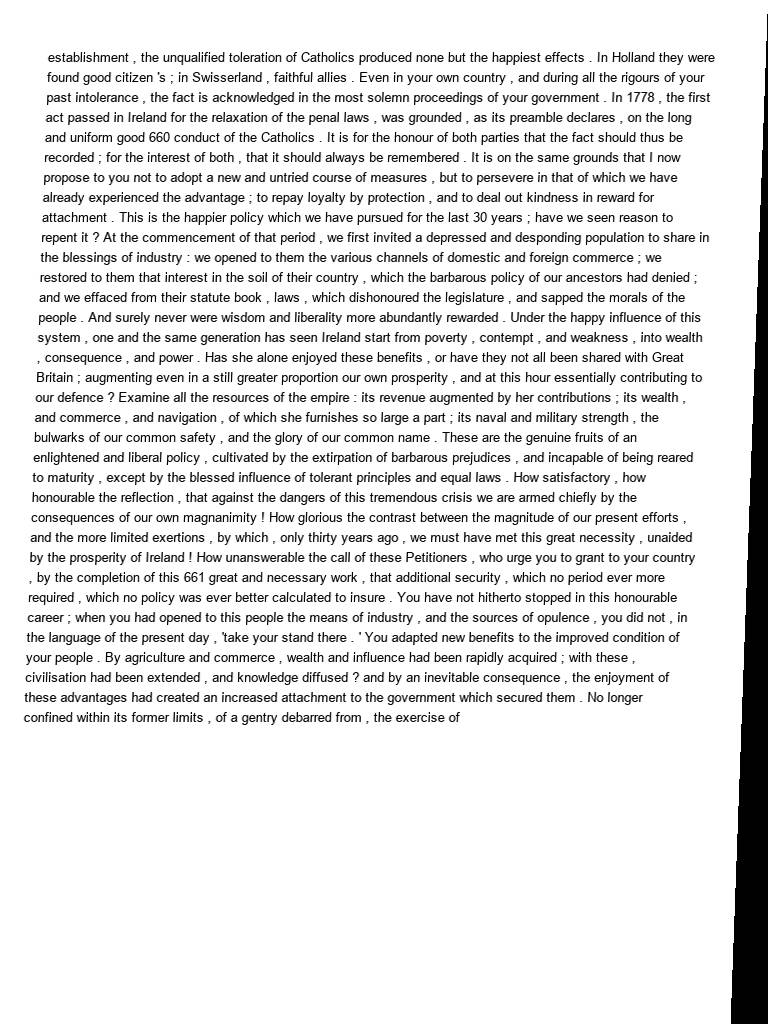 establishment , the unqualified toleration of Catholics produced none but the happiest effects . In Holland they were
found good citizen 's ; in Swisserland , faithful allies . Even in your own country , and during all the rigours of your
past intolerance , the fact is acknowledged in the most solemn proceedings of your government . In 1778 , the first
act passed in Ireland for the relaxation of the penal laws , was grounded , as its preamble declares , on the long
and uniform good 660 conduct of the Catholics . It is for the honour of both parties that the fact should thus be
recorded ; for the interest of both , that it should always be remembered . It is on the same grounds that I now
propose to you not to adopt a new and untried course of measures , but to persevere in that of which we have
already experienced the advantage ; to repay loyalty by protection , and to deal out kindness in reward for
attachment . This is the happier policy which we have pursued for the last 30 years ; have we seen reason to
repent it ? At the commencement of that period , we first invited a depressed and desponding population to share in
the blessings of industry : we opened to them the various channels of domestic and foreign commerce ; we
restored to them that interest in the soil of their country , which the barbarous policy of our ancestors had denied ;
and we effaced from their statute book , laws , which dishonoured the legislature , and sapped the morals of the
people . And surely never were wisdom and liberality more abundantly rewarded . Under the happy influence of this
system , one and the same generation has seen Ireland start from poverty , contempt , and weakness , into wealth
, consequence , and power . Has she alone enjoyed these benefits , or have they not all been shared with Great
Britain ; augmenting even in a still greater proportion our own prosperity , and at this hour essentially contributing to
our defence ? Examine all the resources of the empire : its revenue augmented by her contributions ; its wealth ,
and commerce , and navigation , of which she furnishes so large a part ; its naval and military strength , the
bulwarks of our common safety , and the glory of our common name . These are the genuine fruits of an
enlightened and liberal policy , cultivated by the extirpation of barbarous prejudices , and incapable of being reared
to maturity , except by the blessed influence of tolerant principles and equal laws . How satisfactory , how
honourable the reflection , that against the dangers of this tremendous crisis we are armed chiefly by the
consequences of our own magnanimity ! How glorious the contrast between the magnitude of our present efforts ,
and the more limited exertions , by which , only thirty years ago , we must have met this great necessity , unaided
by the prosperity of Ireland ! How unanswerable the call of these Petitioners , who urge you to grant to your country
, by the completion of this 661 great and necessary work , that additional security , which no period ever more
required , which no policy was ever better calculated to insure . You have not hitherto stopped in this honourable
career ; when you had opened to this people the means of industry , and the sources of opulence , you did not , in
the language of the present day , 'take your stand there . ' You adapted new benefits to the improved condition of
your people . By agriculture and commerce , wealth and influence had been rapidly acquired ; with these ,
civilisation had been extended , and knowledge diffused ? and by an inevitable consequence , the enjoyment of
these advantages had created an increased attachment to the government which secured them . No longer
confined within its former limits , of a gentry debarred from , the exercise of